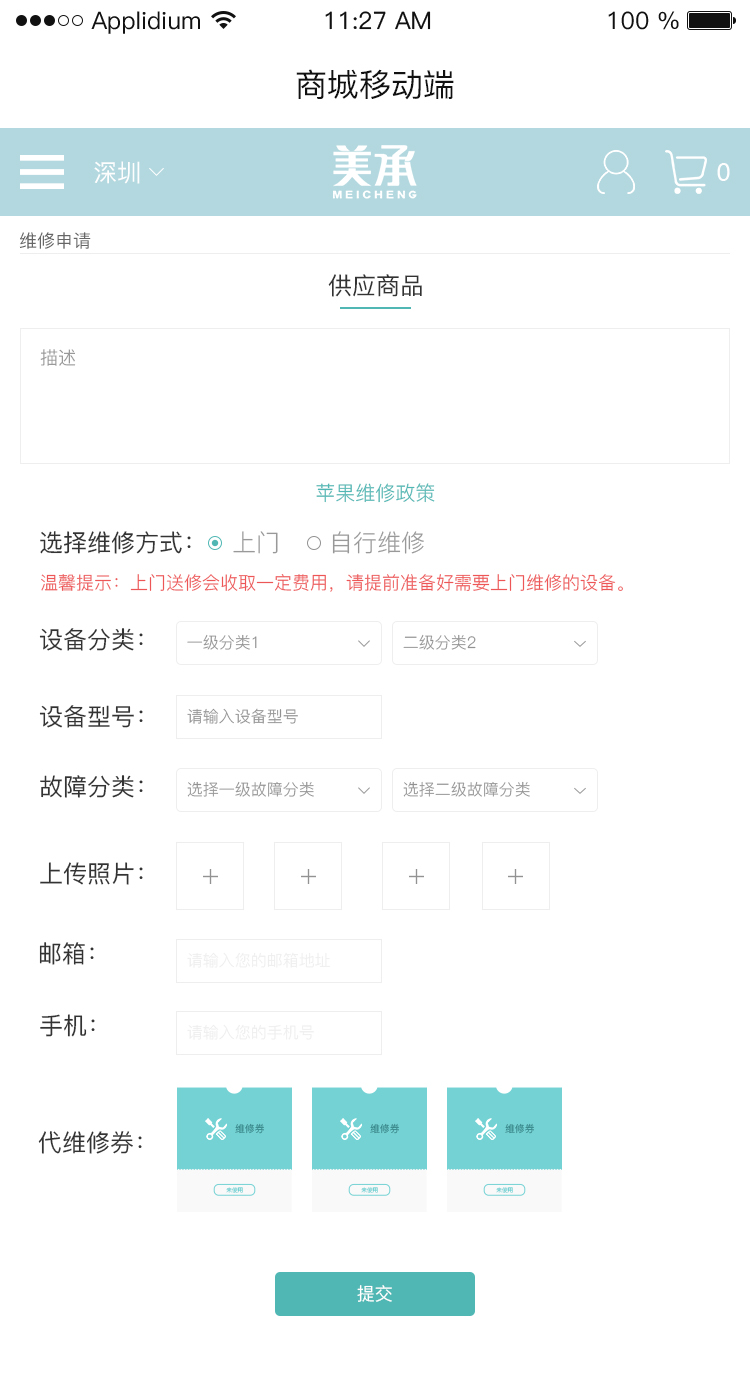 Applidium 11:27 AM 100 %
商城移动端
深圳 美承 0
MEICHENG
维修申请
供应商品
描述
苹果维修政策
选择维修方式： 上门 自行维修
温馨提示：上门送修会收取一定费用，请提前准备好需要上门维修的设备。
设备分类： 一级分类1 二级分类2
设备型号： 请输入设备型号
故障分类： 选择一级故障分类 选择二级故障分类
上传照片： + + + +
邮箱： 请输入您的邮箱地址
手机： 请输入您的手机号
代维修券： 维修券 维修券 维修券
未使用 未使用 未使用
提交